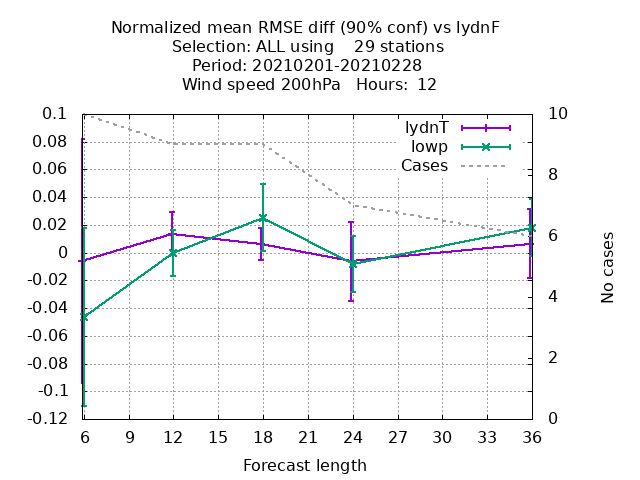 Normalized mean RMSE diff (90% conf) vs lydnF
Selection: ALL using    29 stations
Period: 20210201-20210228
Wind speed 200hPa   Hours:  12
lydnT
lowp
Cases
0.1
0.08
0.06
0.04
0.02
0
-0.02
-0.04
-0.06
-0.08
-0.1
-0.12
10
8
6
4
2
0
No cases
6 9 12 15 18 21 24 27 30 33 36
Forecast length